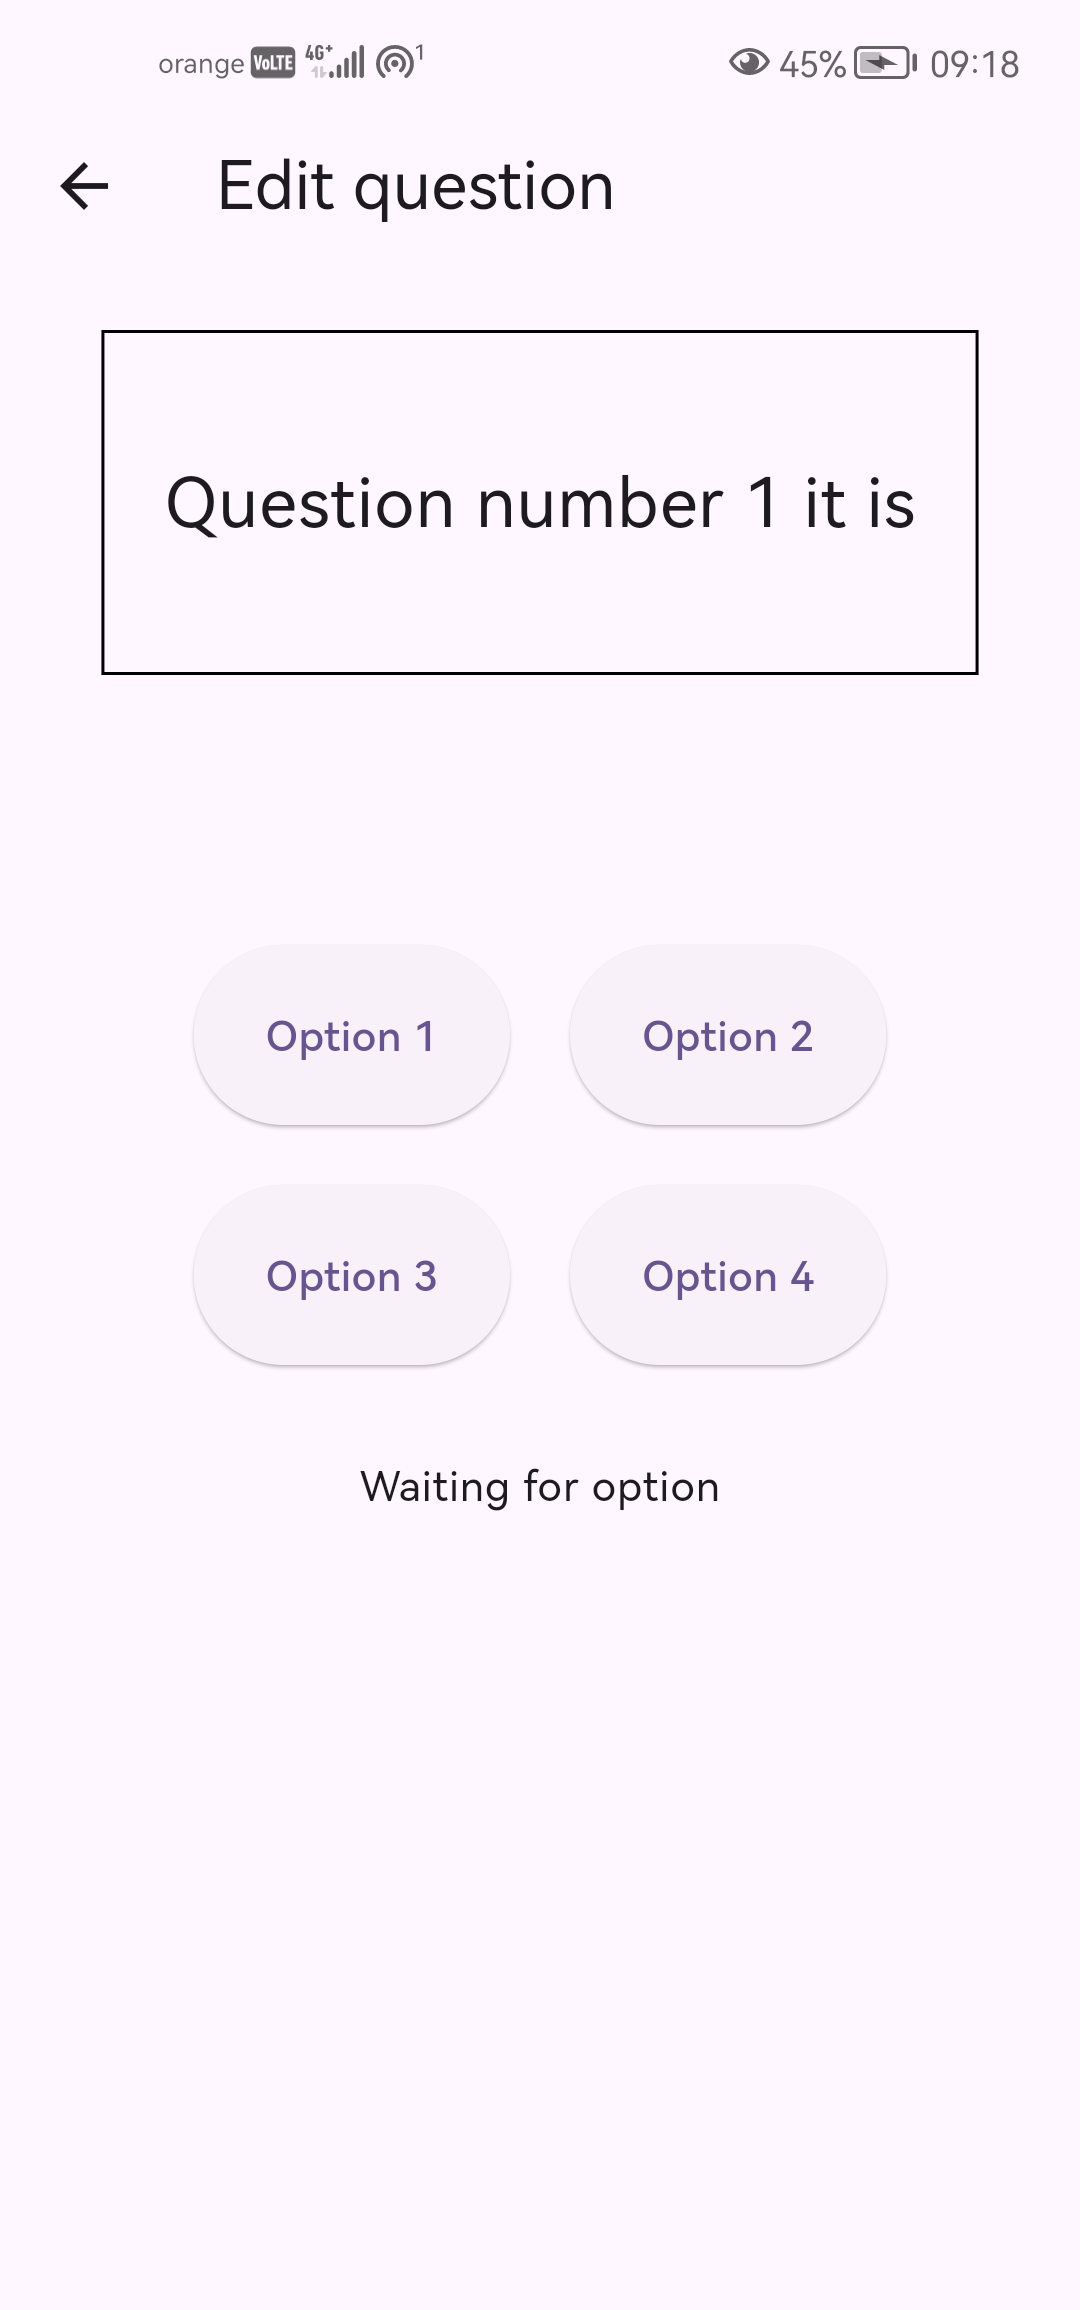 orange VoLTE 4G+ 1 45% 09:18
Edit question
Question number 1 it is
Option 1 Option 2
Option 3 Option 4
Waiting for option